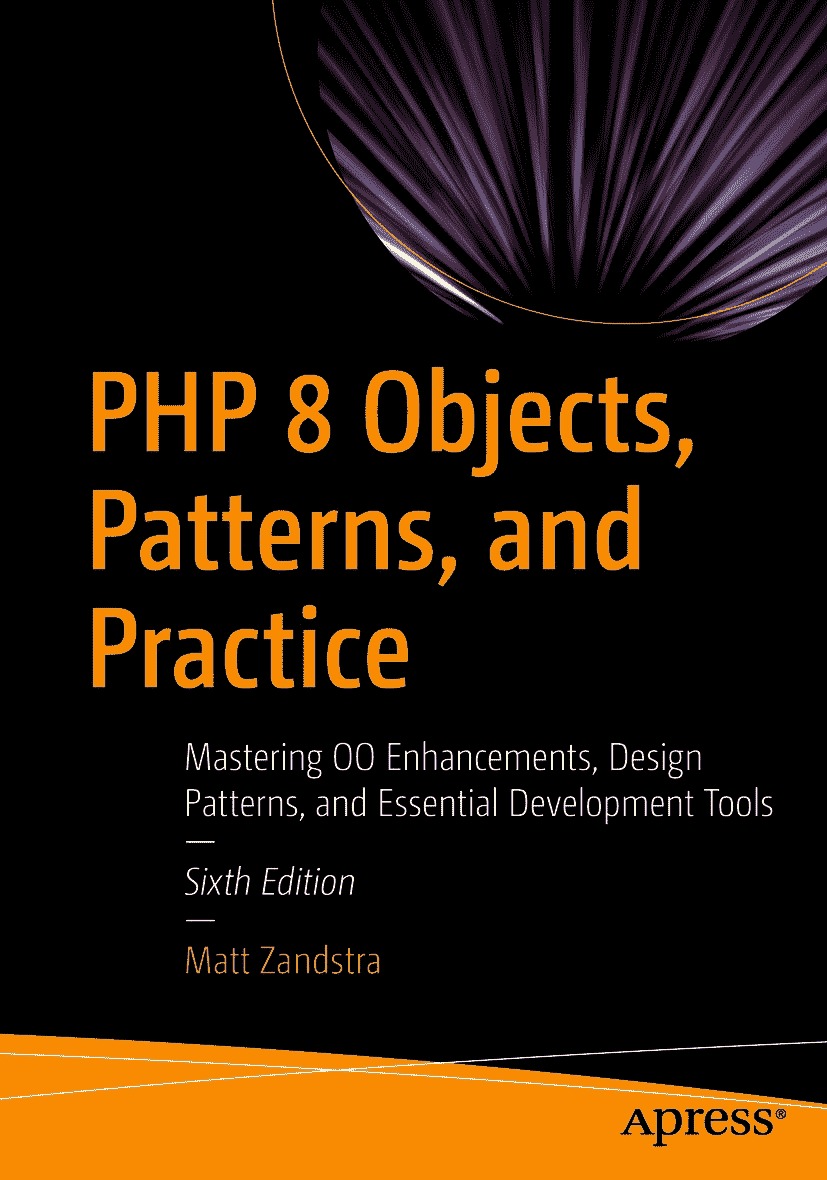 PHP 8 Objects,
Patterns, and
Practice
Mastering OO Enhancements, Design
Patterns, and Essential Development Tools
Sixth Edition
Matt Zandstra
Apress®